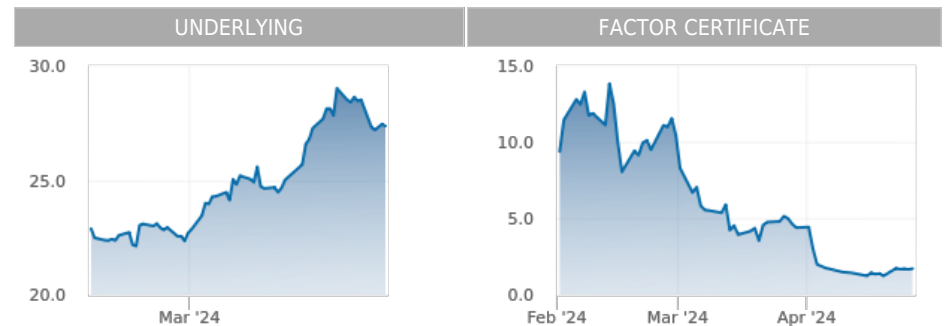 UNDERLYING
30.0
25.0
20.0
Mar '24
FACTOR CERTIFICATE
15.0
10.0
5.0
0.0
Feb '24 Mar '24 Apr '24